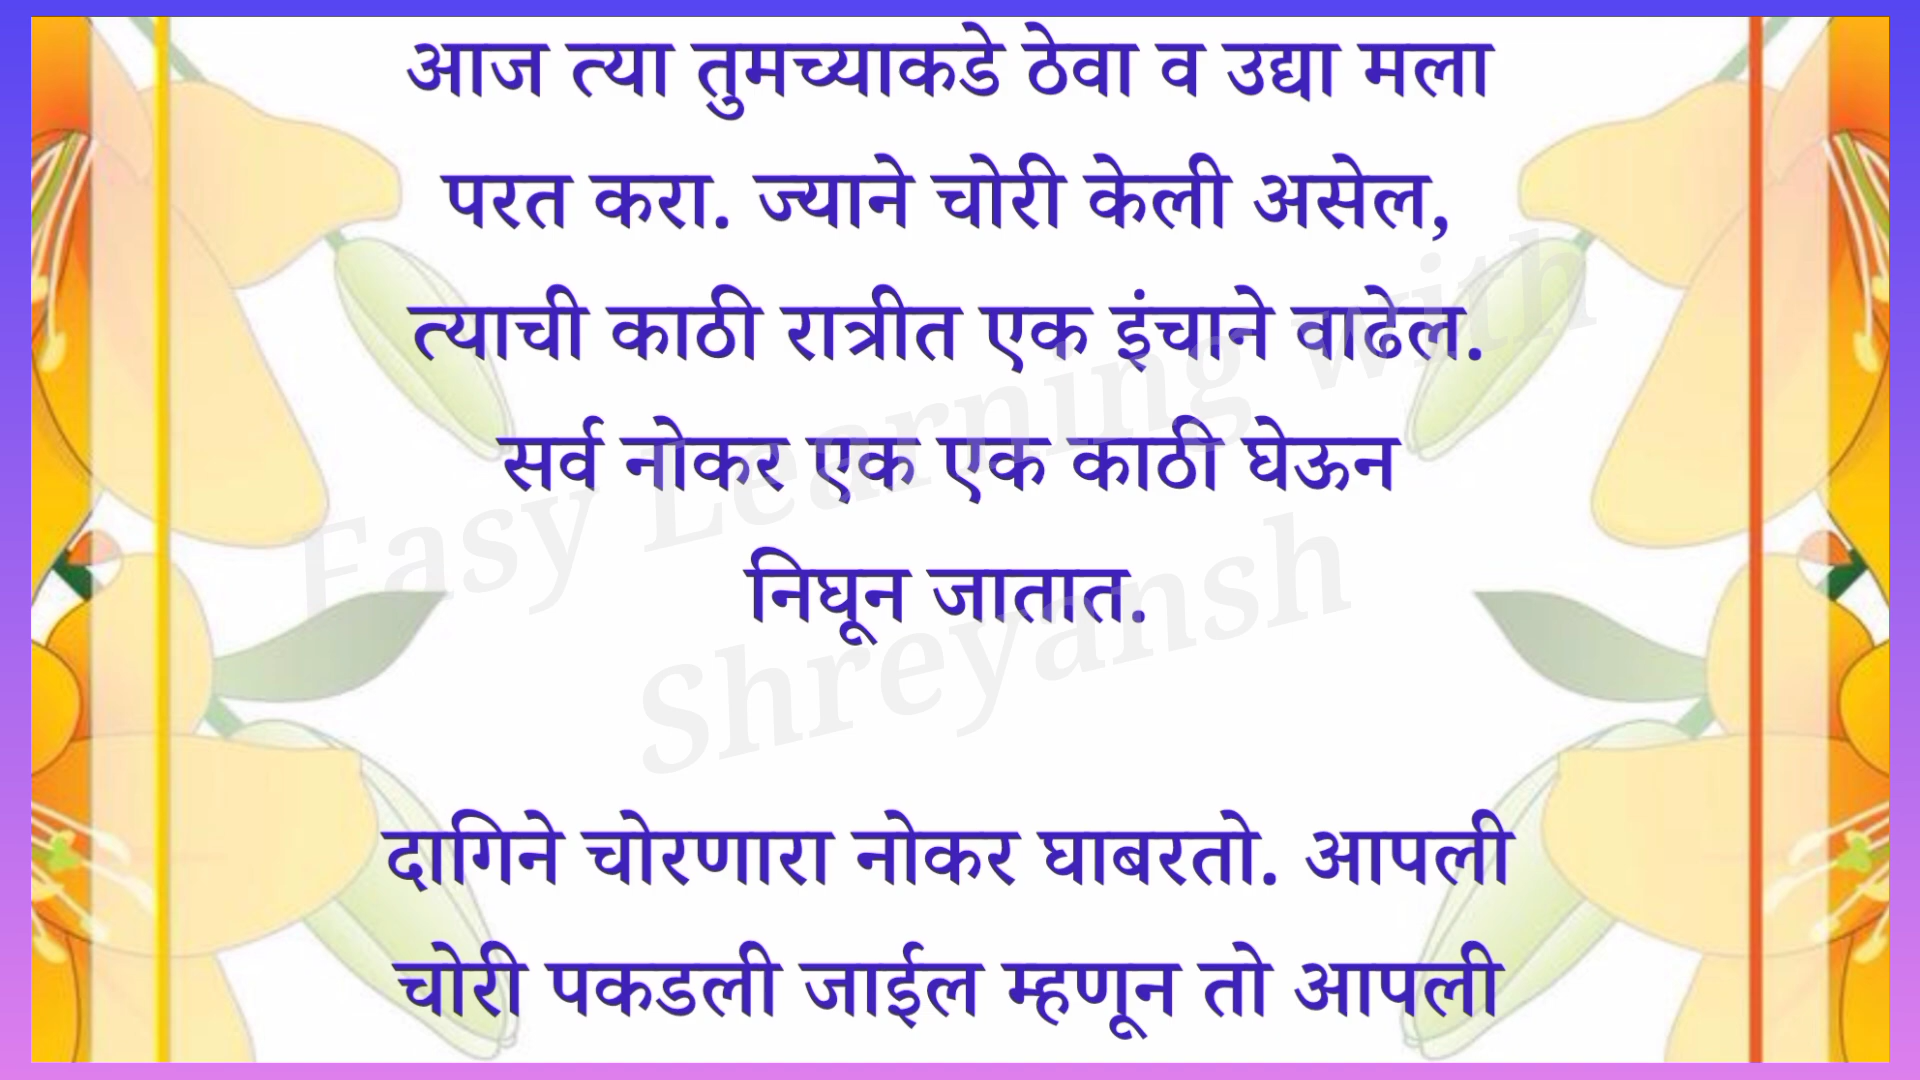 आज त्या तुमच्याकडे ठेवा व उद्या मला
परत करा. ज्याने चोरी केली असेल,
त्याची काठी रात्रीत एक इंचाने वाढेल.
सर्व नोकर एक एक काठी घेऊन
निघून जातात.
दागिने चोरणारा नोकर घाबरतो. आपली
चोरी पकडली जाईल म्हणून तो आपली
Easy Learning with
Shreyansh